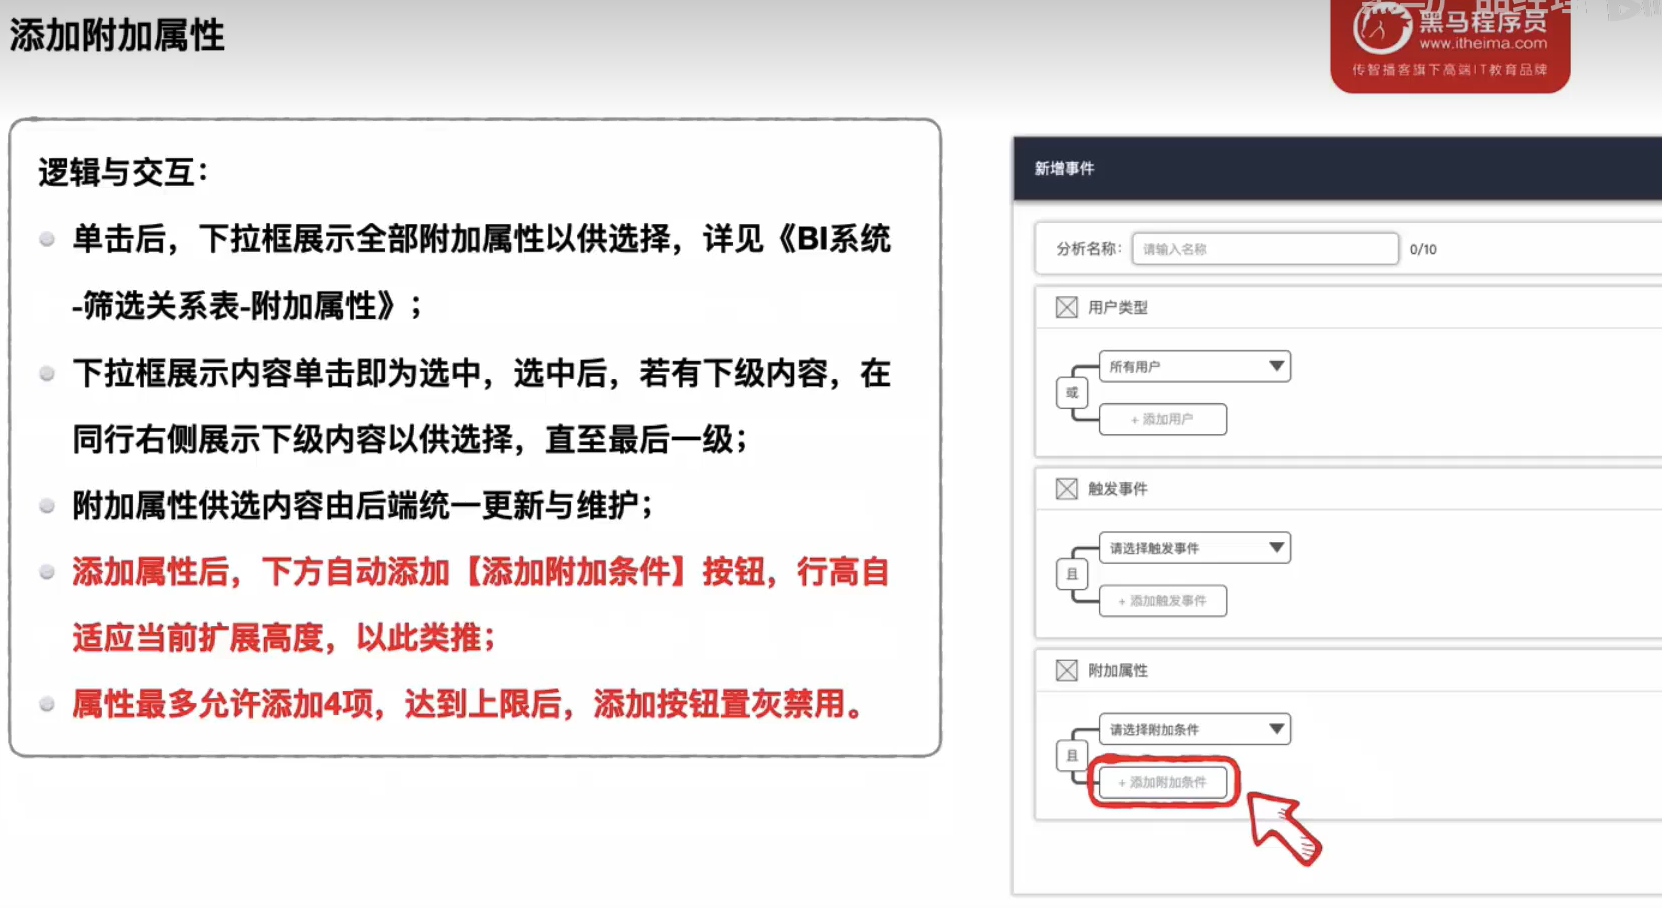 添加附加属性
黑马程序员
www.itheima.com
传智播客旗下高端IT教育品牌
逻辑与交互：
单击后，下拉框展示全部附加属性以供选择，详见《BI系统
-筛选关系表-附加属性》；
下拉框展示内容单击即为选中，选中后，若有下级内容，在
同行右侧展示下级内容以供选择，直至最后一级；
附加属性供选内容由后端统一更新与维护；
添加属性后，下方自动添加【添加附加条件】按钮，行高自
适应当前扩展高度，以此类推；
属性最多允许添加4项，达到上限后，添加按钮置灰禁用。
新增事件
分析名称： 请输入名称 0/10
用户类型
所有用户
或
+ 添加用户
触发事件
请选择触发事件
且
+ 添加触发事件
附加属性
请选择附加条件
且
+ 添加附加条件